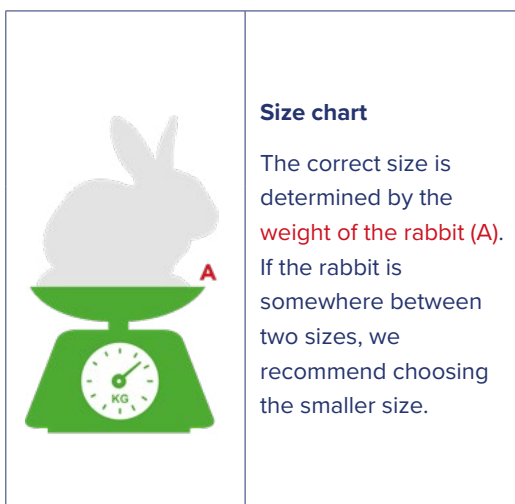 A
KG
Size chart
The correct size is
determined by the
weight of the rabbit (A).
If the rabbit is
somewhere between
two sizes, we
recommend choosing
the smaller size.